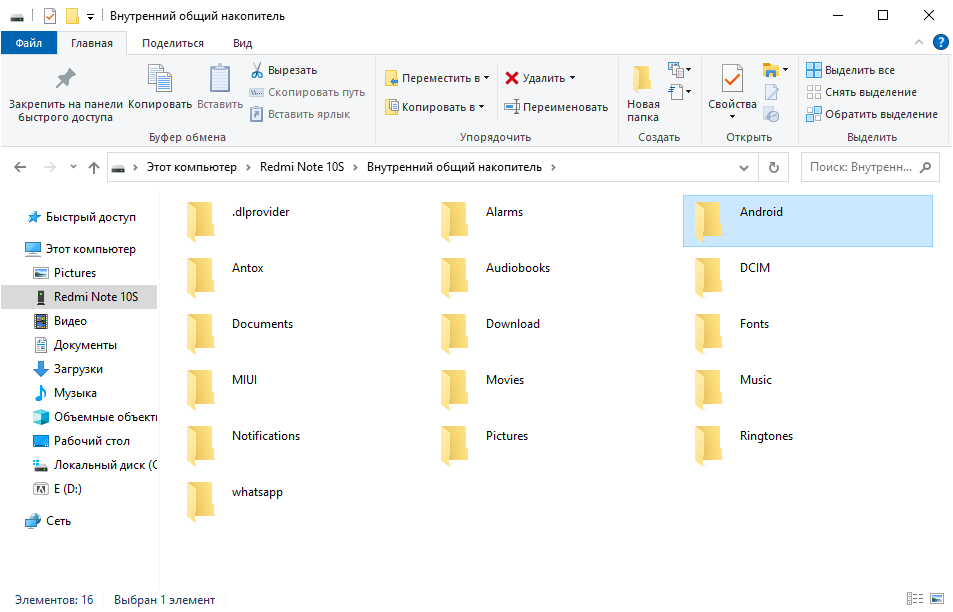 Внутренний общий накопитель
Файл Главная Поделиться Вид
Закрепить на панели быстрого доступа
Копировать
Вставить
Вырезать
Скопировать путь
Вставить ярлык
Буфер обмена
Переместить в
Копировать в
Удалить
Переименовать
Упорядочить
Новая папка
Создать
Свойства
Открыть
Выделить все
Снять выделение
Обратить выделение
Выделить
Этот компьютер > Redmi Note 10S > Внутренний общий накопитель >
Поиск: Внутренн...
Быстрый доступ
Этот компьютер
Pictures
Redmi Note 10S
Видео
Документы
Загрузки
Музыка
Объемные объекты
Рабочий стол
Локальный диск (C
E (D:)
Сеть
.dlprovider Alarms Android
Antox Audiobooks DCIM
Documents Download Fonts
MIUI Movies Music
Notifications Pictures Ringtones
whatsapp
Элементов: 16 Выбран 1 элемент